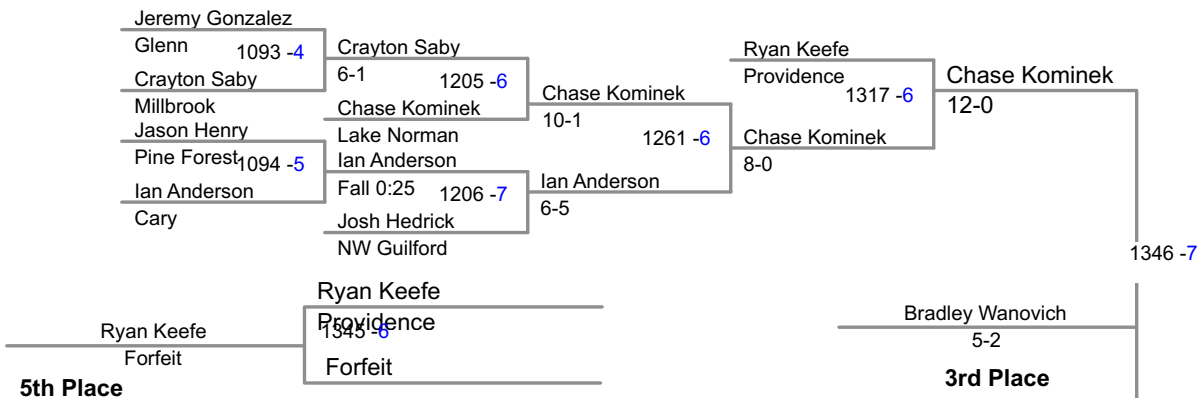 Jeremy Gonzalez
Glenn
1093 -4
Crayton Saby
Millbrook
Jason Henry
Pine Forest
1094 -5
Ian Anderson
Cary
Crayton Saby
6-1
1205 -6
Chase Kominek
Lake Norman
Ian Anderson
Fall 0:25
1206 -7
Josh Hedrick
NW Guilford
Chase Kominek
10-1
1261 -6
Ian Anderson
6-5
Ryan Keefe
Providence
1317 -6
Chase Kominek
8-0
Chase Kominek
12-0
1346 -7
Bradley Wanovich
5-2
3rd Place
Ryan Keefe
Providence
1345 -6
Forfeit
Ryan Keefe
Forfeit
5th Place